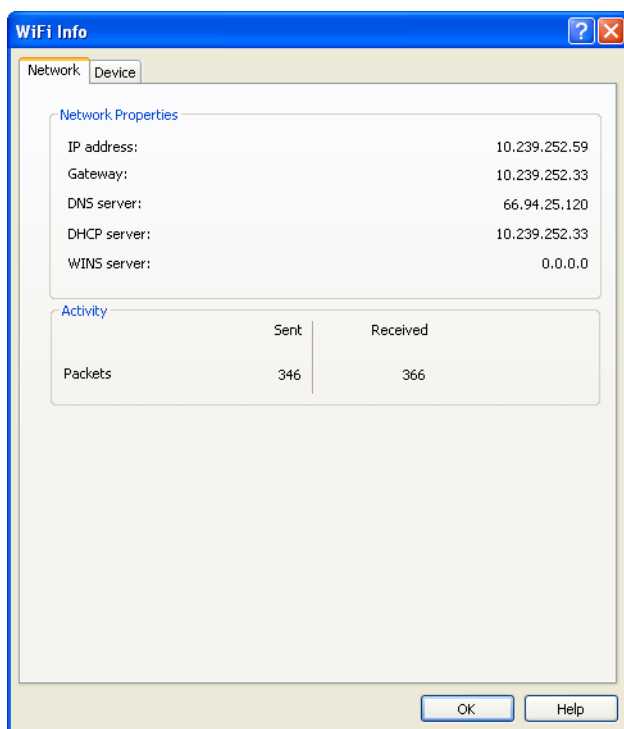 WiFi Info
Network Device
Network Properties
IP address: 10.239.252.59
Gateway: 10.239.252.33
DNS server: 66.94.25.120
DHCP server: 10.239.252.33
WINS server: 0.0.0.0
Activity
Sent Received
Packets 346 366
OK Help